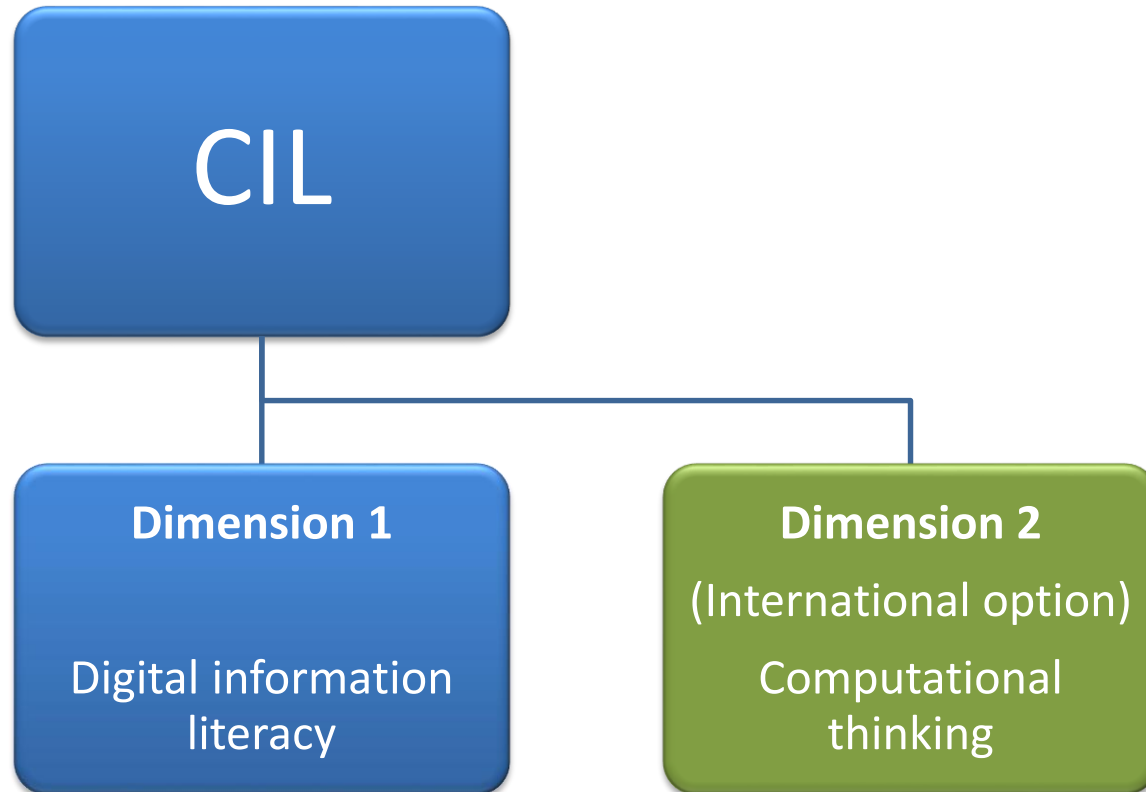 CIL
Dimension 1
Digital information
literacy
Dimension 2
(International option)
Computational
thinking